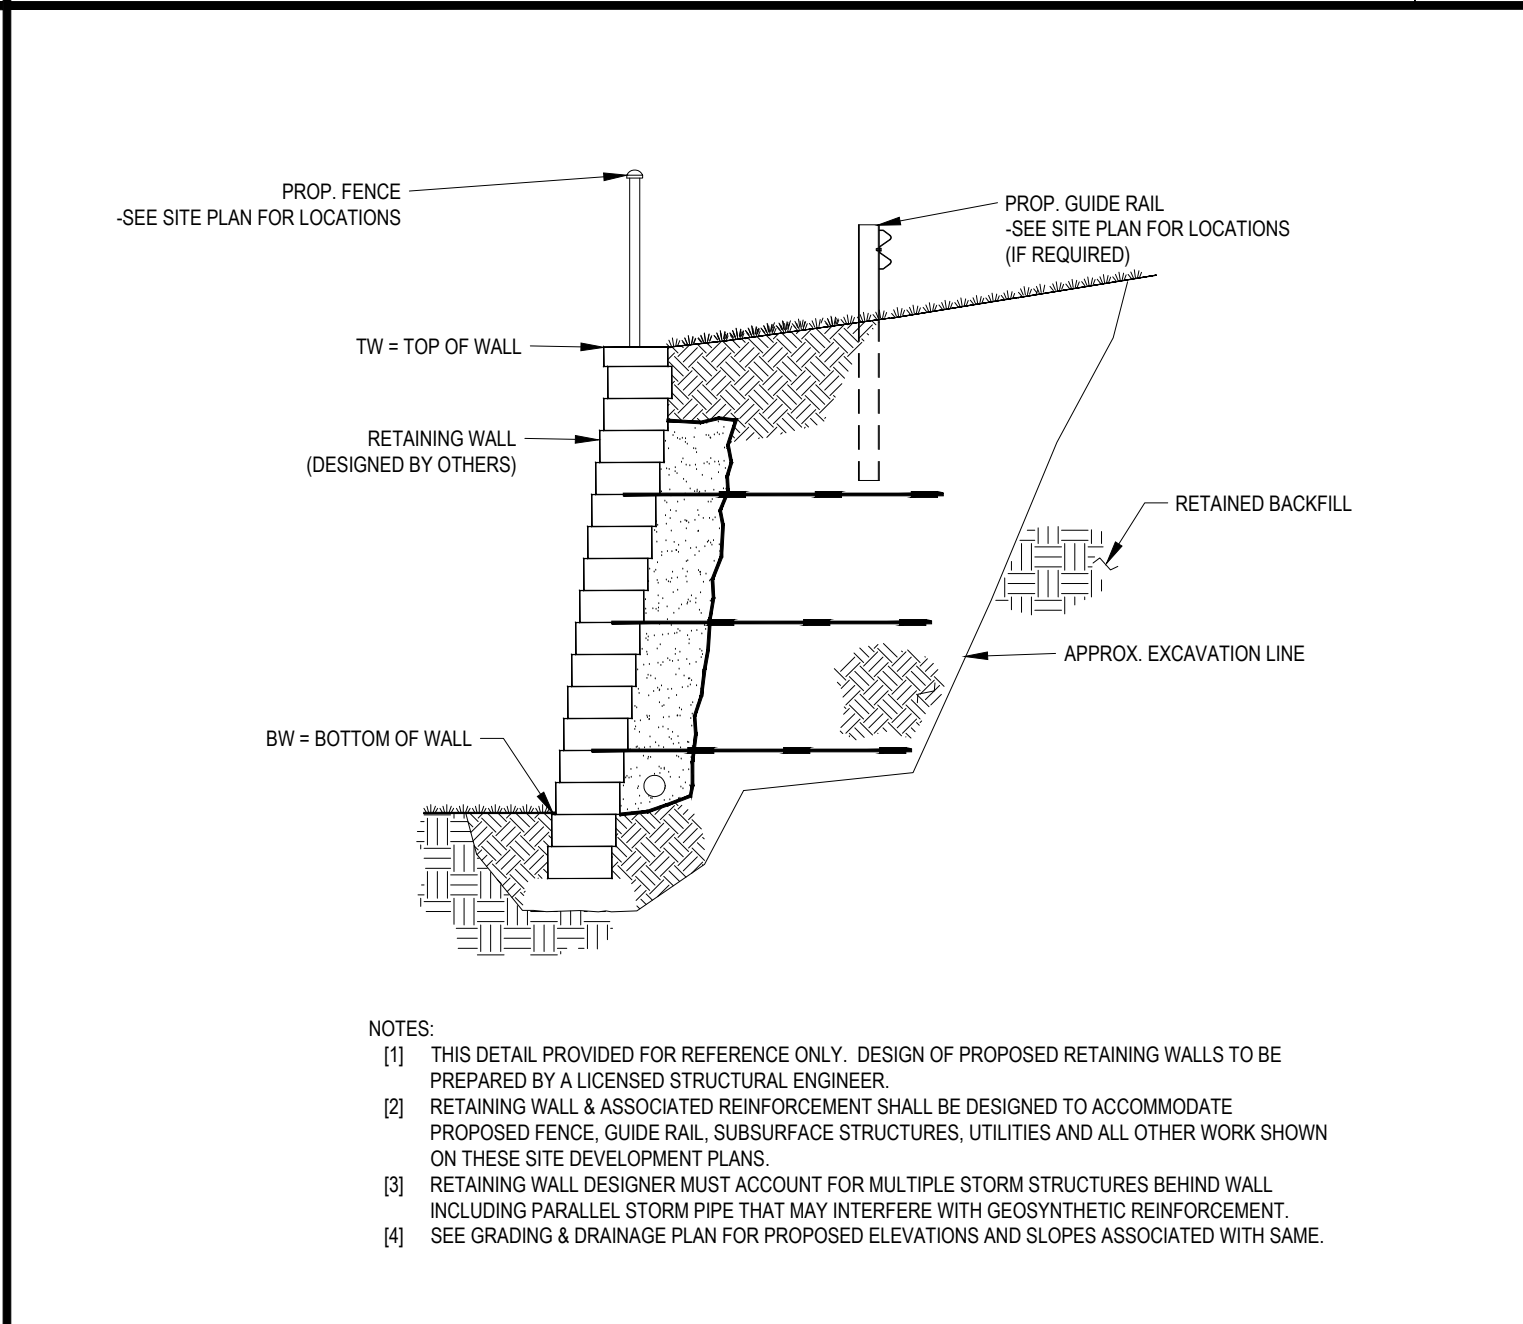 PROP. FENCE
-SEE SITE PLAN FOR LOCATIONS
PROP. GUIDE RAIL
-SEE SITE PLAN FOR LOCATIONS
(IF REQUIRED)
TW = TOP OF WALL
RETAINING WALL
(DESIGNED BY OTHERS)
RETAINED BACKFILL
APPROX. EXCAVATION LINE
BW = BOTTOM OF WALL
NOTES:
[1] THIS DETAIL PROVIDED FOR REFERENCE ONLY. DESIGN OF PROPOSED RETAINING WALLS TO BE
PREPARED BY A LICENSED STRUCTURAL ENGINEER.
[2] RETAINING WALL & ASSOCIATED REINFORCEMENT SHALL BE DESIGNED TO ACCOMMODATE
PROPOSED FENCE, GUIDE RAIL, SUBSURFACE STRUCTURES, UTILITIES AND ALL OTHER WORK SHOWN
ON THESE SITE DEVELOPMENT PLANS.
[3] RETAINING WALL DESIGNER MUST ACCOUNT FOR MULTIPLE STORM STRUCTURES BEHIND WALL
INCLUDING PARALLEL STORM PIPE THAT MAY INTERFERE WITH GEOSYNTHETIC REINFORCEMENT.
[4] SEE GRADING & DRAINAGE PLAN FOR PROPOSED ELEVATIONS AND SLOPES ASSOCIATED WITH SAME.